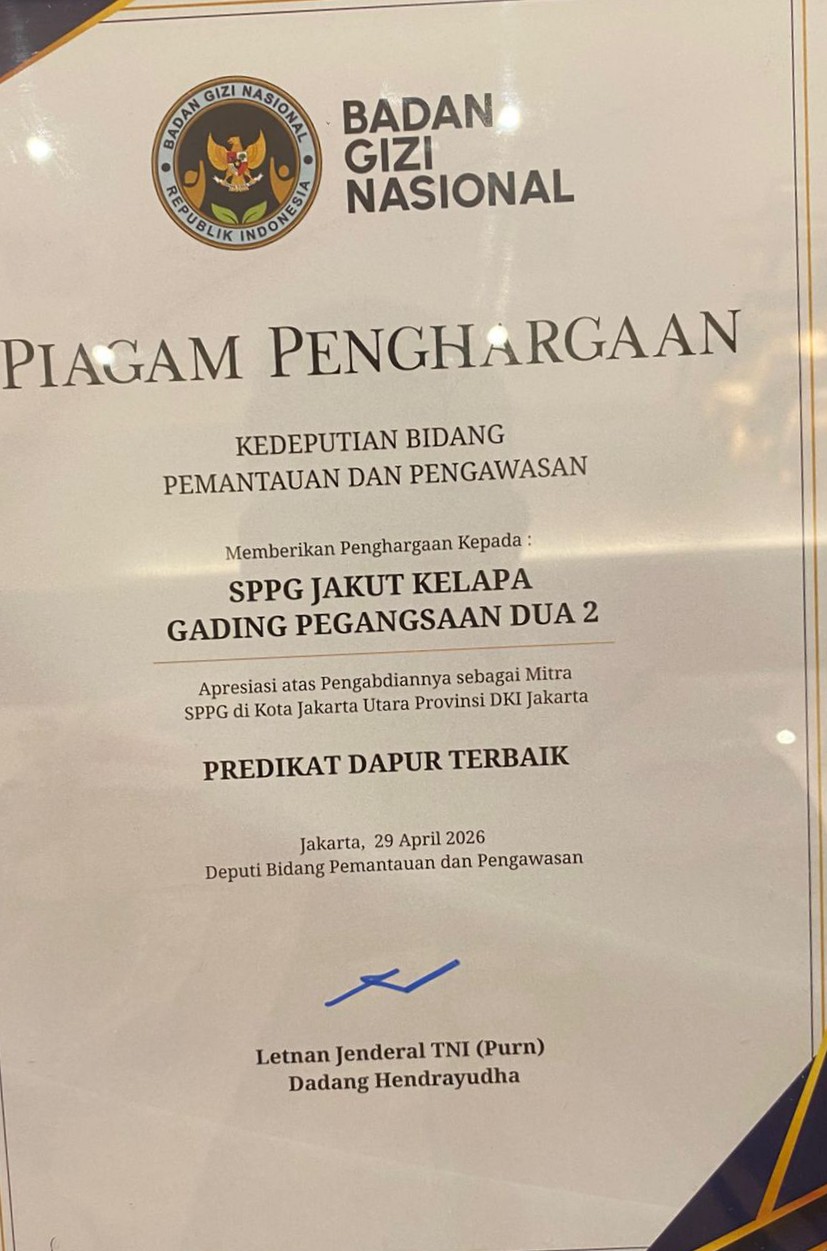 BADAN GIZI NASIONAL
REPUBLIK INDONESIA
BADAN
GIZI
NASIONAL
PIAGAM PENGHARGAAN
KEDEPUTIAN BIDANG
PEMANTAUAN DAN PENGAWASAN
Memberikan Penghargaan Kepada :
SPPG JAKUT KELAPA
GADING PEGANGSAAN DUA 2
Apresiasi atas Pengabdiannya sebagai Mitra
SPPG di Kota Jakarta Utara Provinsi DKI Jakarta
PREDIKAT DAPUR TERBAIK
Jakarta, 29 April 2026
Deputi Bidang Pemantauan dan Pengawasan
Letnan Jenderal TNI (Purn)
Dadang Hendrayudha